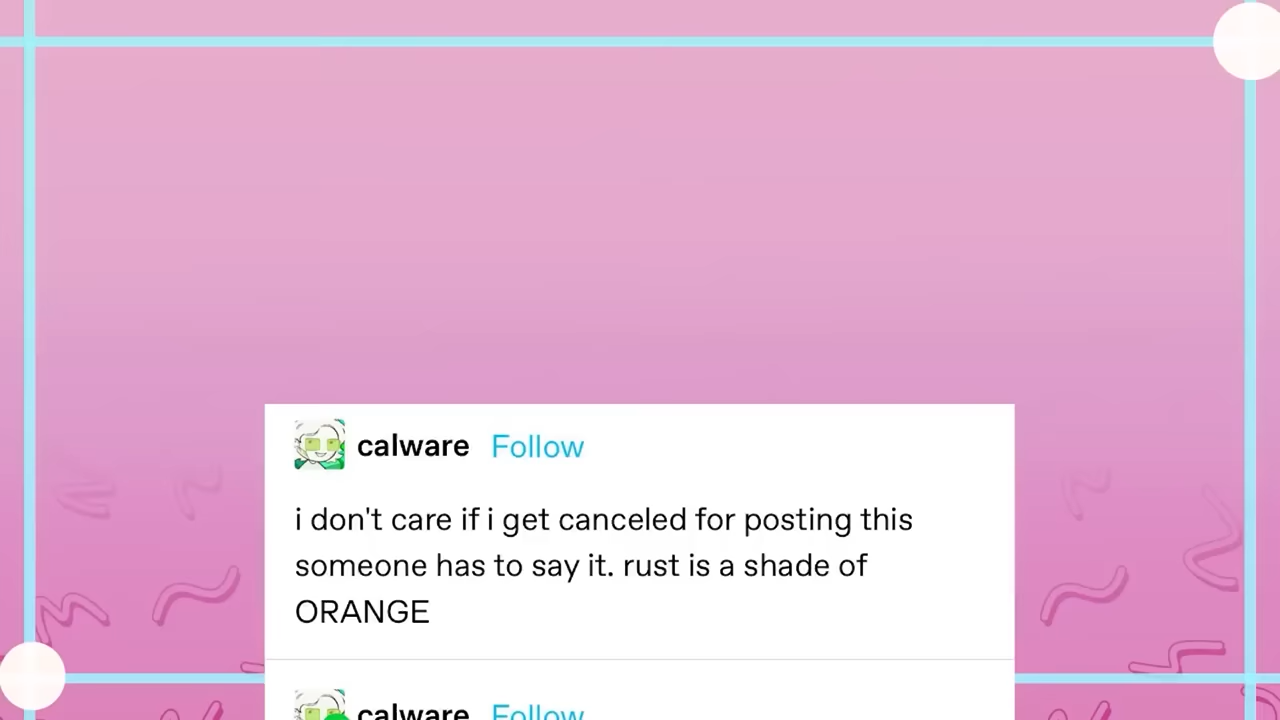 calware Follow
i don't care if i get canceled for posting this
someone has to say it. rust is a shade of
ORANGE
calware Follow